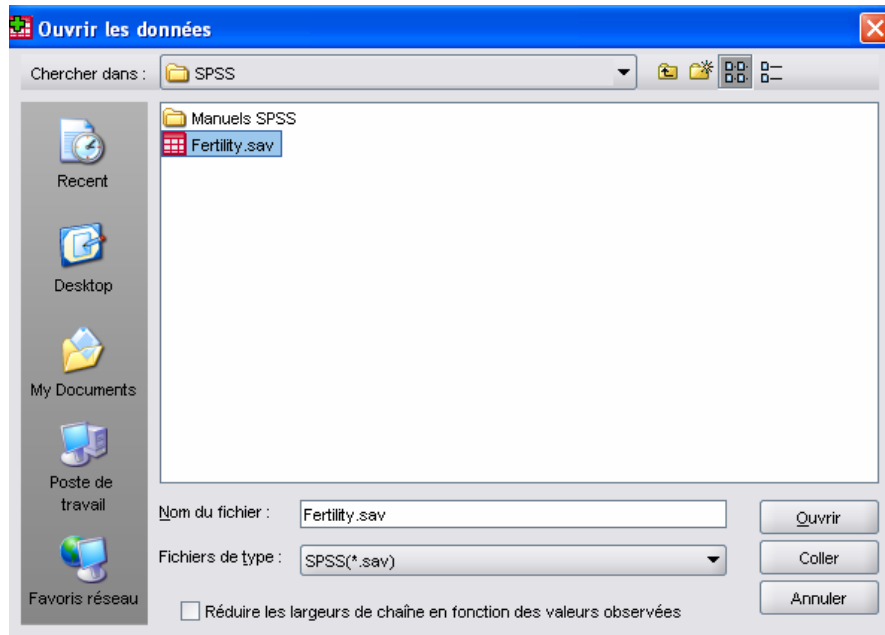 Ouvrir les données
Chercher dans :
SPSS
Manuels SPSS
Fertility.sav
Recent
Desktop
My Documents
Poste de
travail
Favoris réseau
Nom du fichier :
Fertility.sav
Ouvrir
Fichiers de type :
SPSS(*.sav)
Coller
Réduire les largeurs de chaîne en fonction des valeurs observées
Annuler